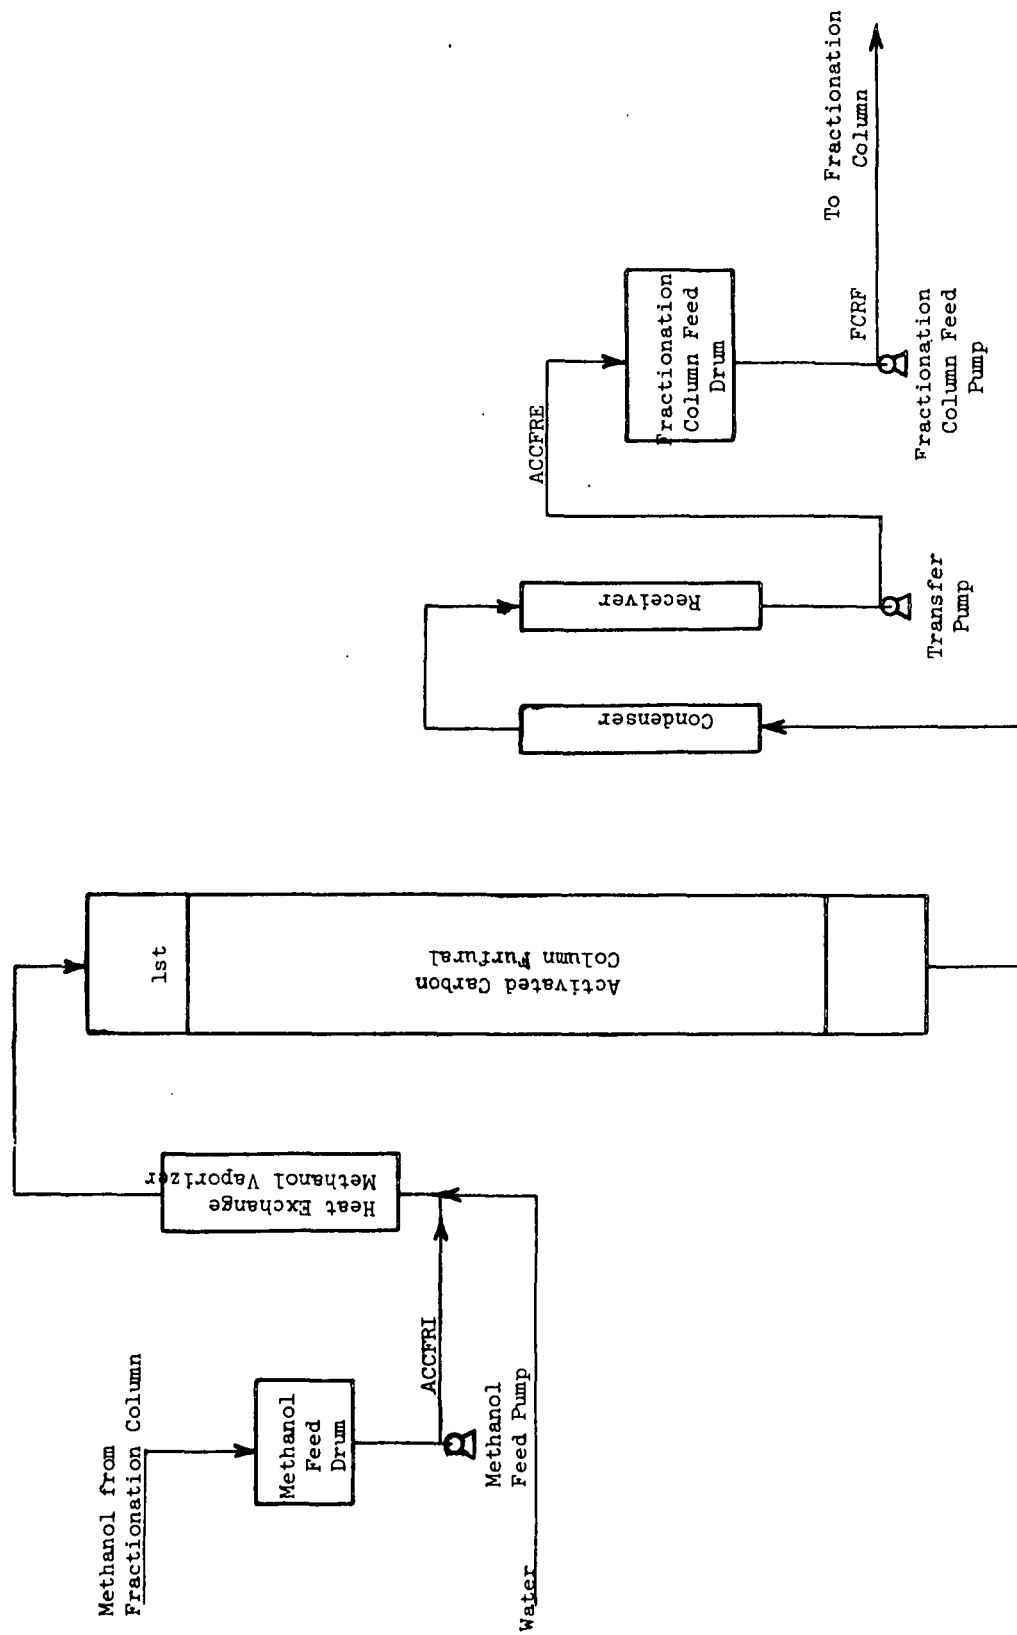 Methanol from
Fractionation Column
Methanol
Feed
Drum
ACCFRI
Methanol
Feed Pump
Water
Heat Exchange
Methanol Vaporizer
1st
Activated Carbon
Column Furfural
Condenser
Receiver
Transfer
Pump
ACCFRE
Fractionation
Column Feed
Drum
FCRF
Fractionation
Column Feed
Pump
To Fractionation
Column